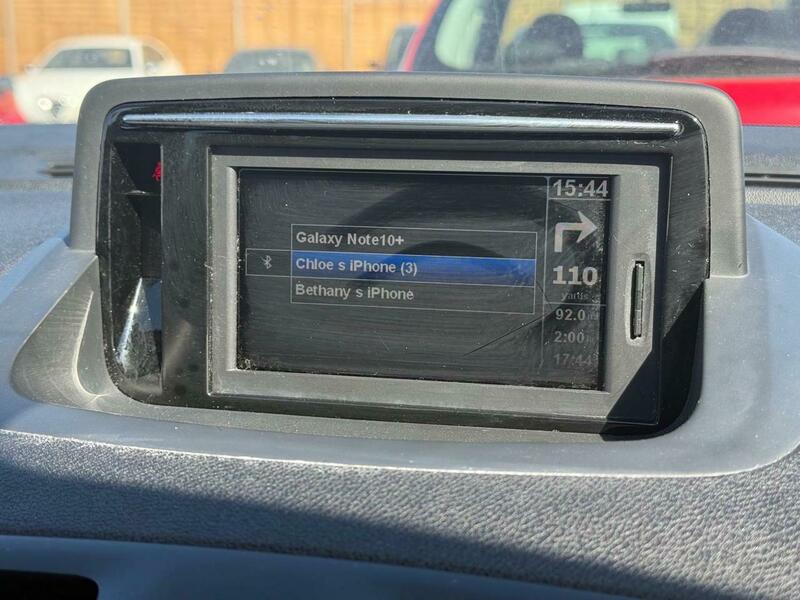 15:44
Galaxy Note10+
Chloe s iPhone (3)
Bethany s iPhone
110
yards
92.0
2:00
17:44